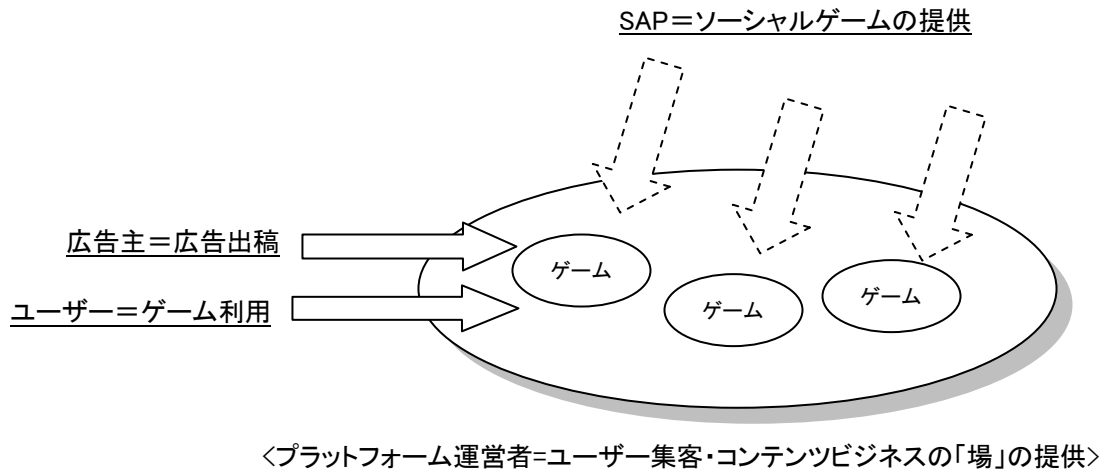 SAP＝ソーシャルゲームの提供
広告主＝広告出稿
ユーザー＝ゲーム利用
ゲーム
ゲーム
ゲーム
<プラットフォーム運営者=ユーザー集客・コンテンツビジネスの「場」の提供>